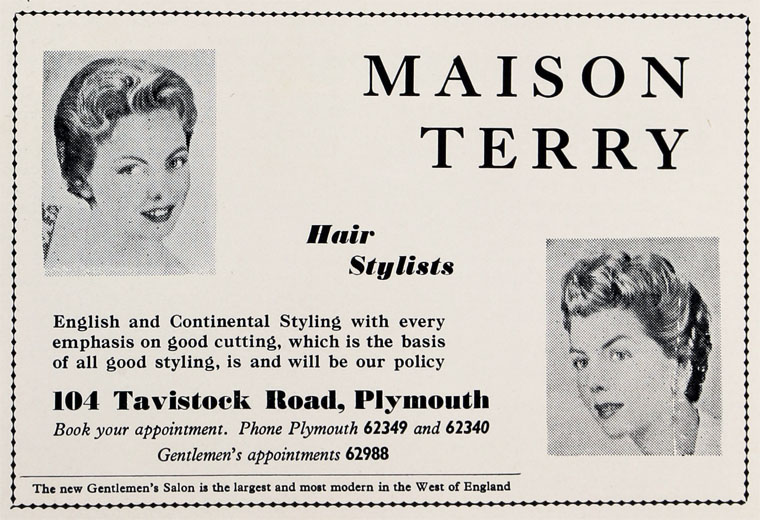 MAISON
TERRY
Hair
Stylists
English and Continental Styling with every
emphasis on good cutting, which is the basis
of all good styling, is and will be our policy
104 Tavistock Road, Plymouth
Book your appointment. Phone Plymouth 62349 and 62340
Gentlemen's appointments 62988
The new Gentlemen's Salon is the largest and most modern in the West of England